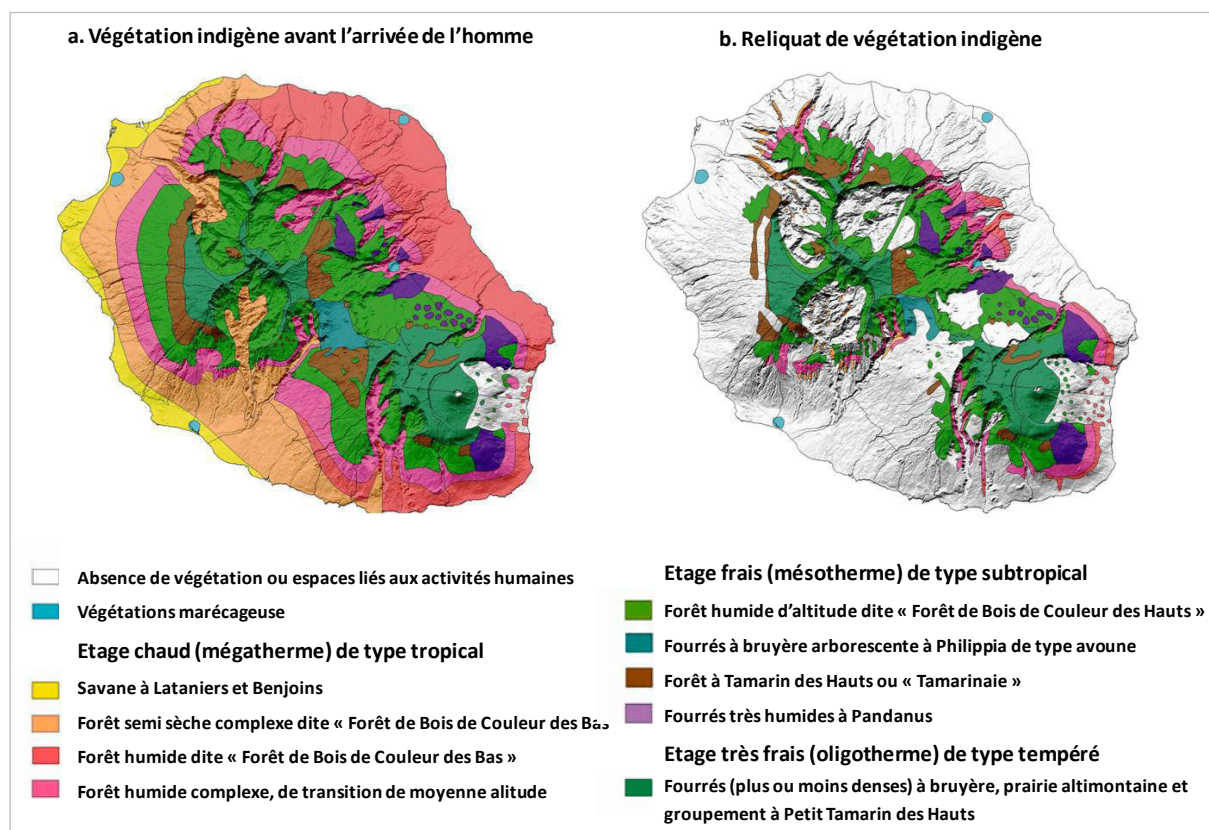 a. Végétation indigène avant l’arrivée de l’homme
b. Reliquat de végétation indigène
Absence de végétation ou espaces liés aux activités humaines
Végétations marécageuse
Etage chaud (mégatherme) de type tropical
Savane à Lataniers et Benjoins
Forêt semi sèche complexe dite « Forêt de Bois de Couleur des Bas
Forêt humide dite « Forêt de Bois de Couleur des Bas »
Forêt humide complexe, de transition de moyenne alitude
Etage frais (mésotherme) de type subtropical
Forêt humide d’altitude dite « Forêt de Bois de Couleur des Hauts »
Fourrés à bruyère arborescente à Philippia de type avoune
Forêt à Tamarin des Hauts ou « Tamarinaie »
Fourrés très humides à Pandanus
Etage très frais (oligotherme) de type tempéré
Fourrés (plus ou moins denses) à bruyère, prairie altimontaine et
groupement à Petit Tamarin des Hauts